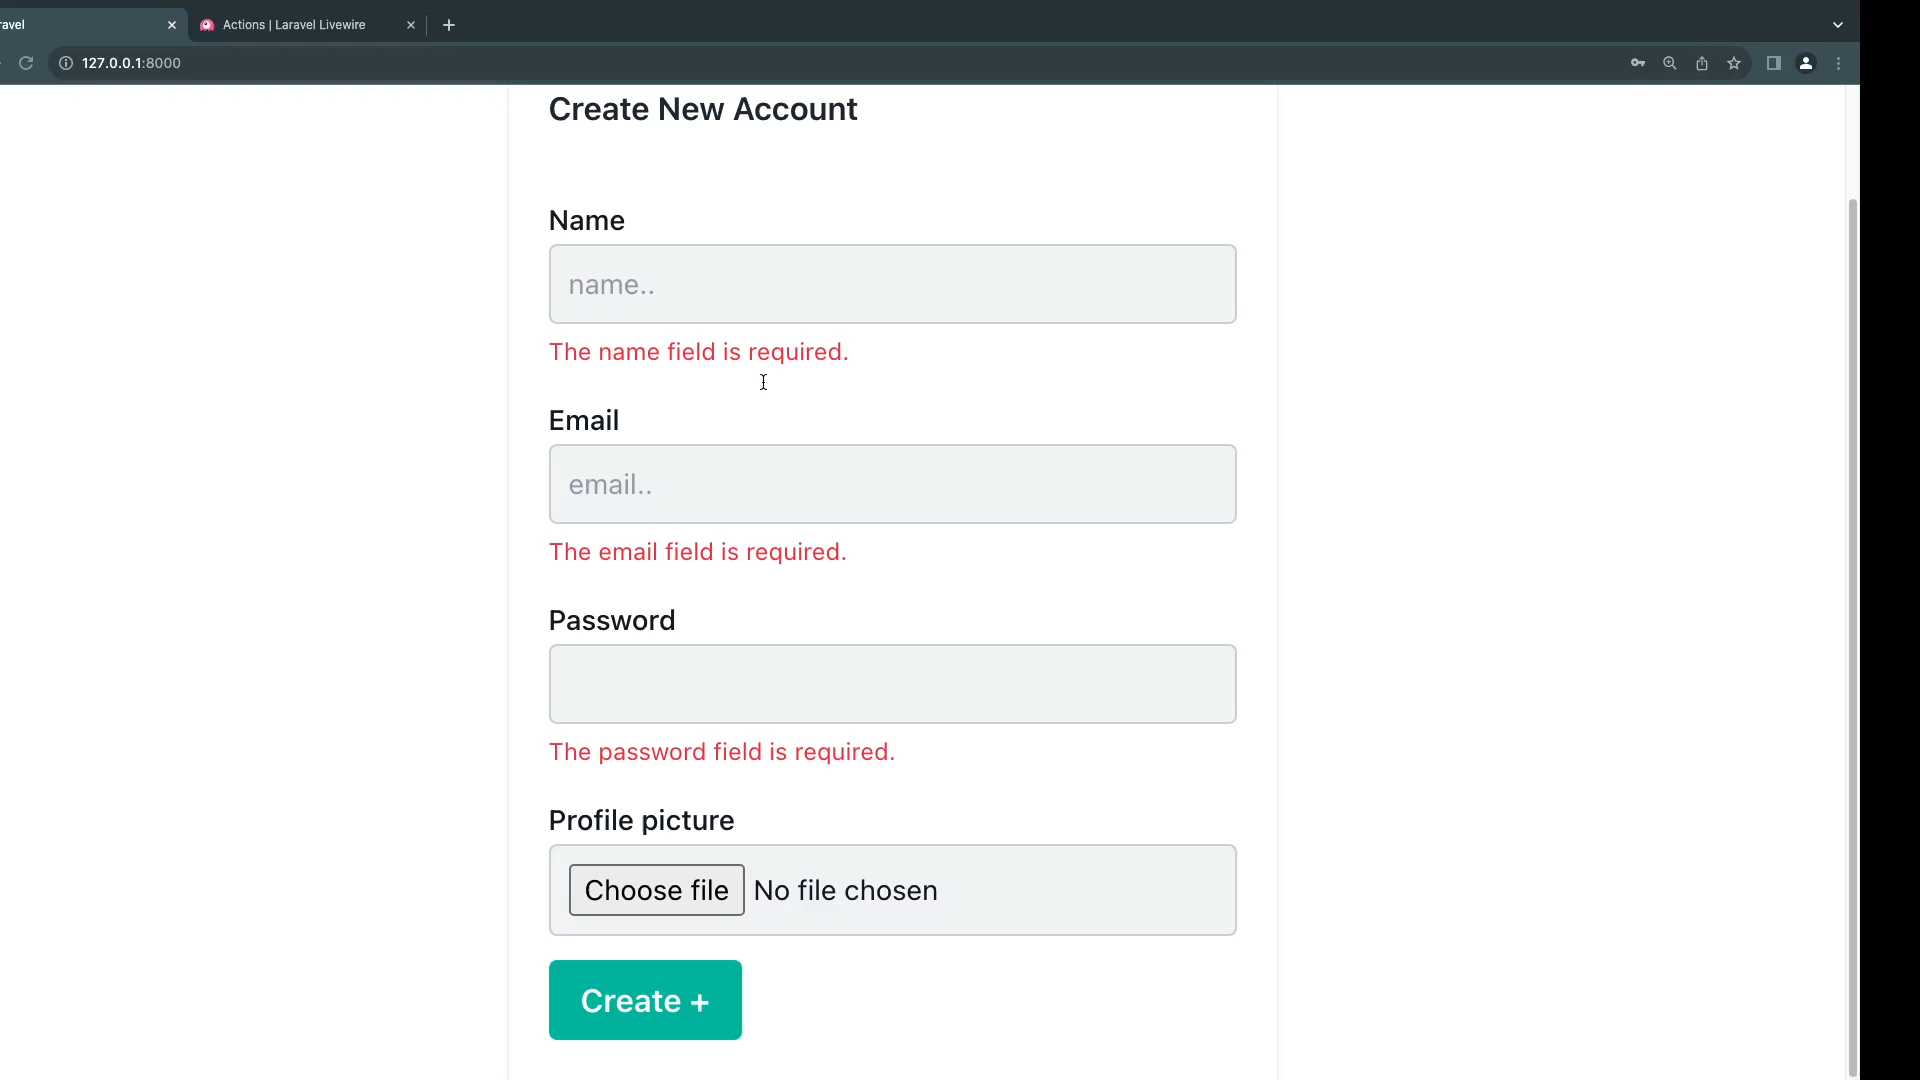 avel
Actions | Laravel Livewire
127.0.0.1:8000
Create New Account
Name
name..
The name field is required.
Email
email..
The email field is required.
Password
The password field is required.
Profile picture
Choose file No file chosen
Create +